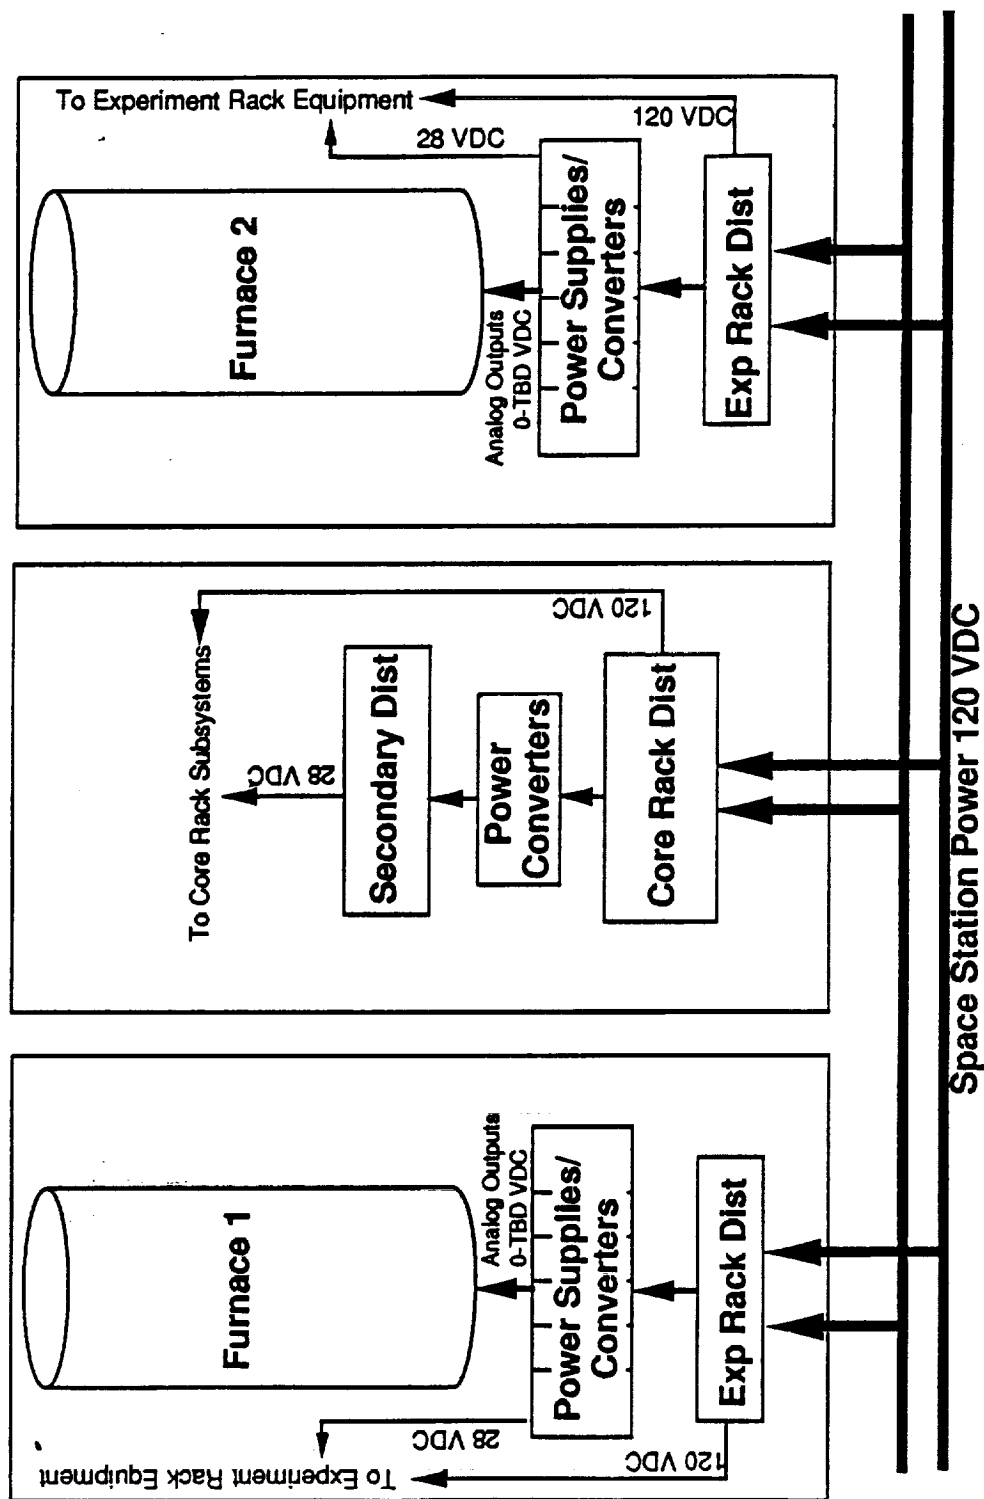 To Experiment Rack Equipment
28 VDC
120 VDC
Furnace 2
Analog Outputs
0-TBD VDC
Power Supplies/
Converters
Exp Rack Dist
To Core Rack Subsystems
28 VDC
120 VDC
Secondary Dist
Power
Converters
Core Rack Dist
Furnace 1
Analog Outputs
0-TBD VDC
Power Supplies/
Converters
Exp Rack Dist
28 VDC
120 VDC
To Experiment Rack Equipment
Space Station Power 120 VDC